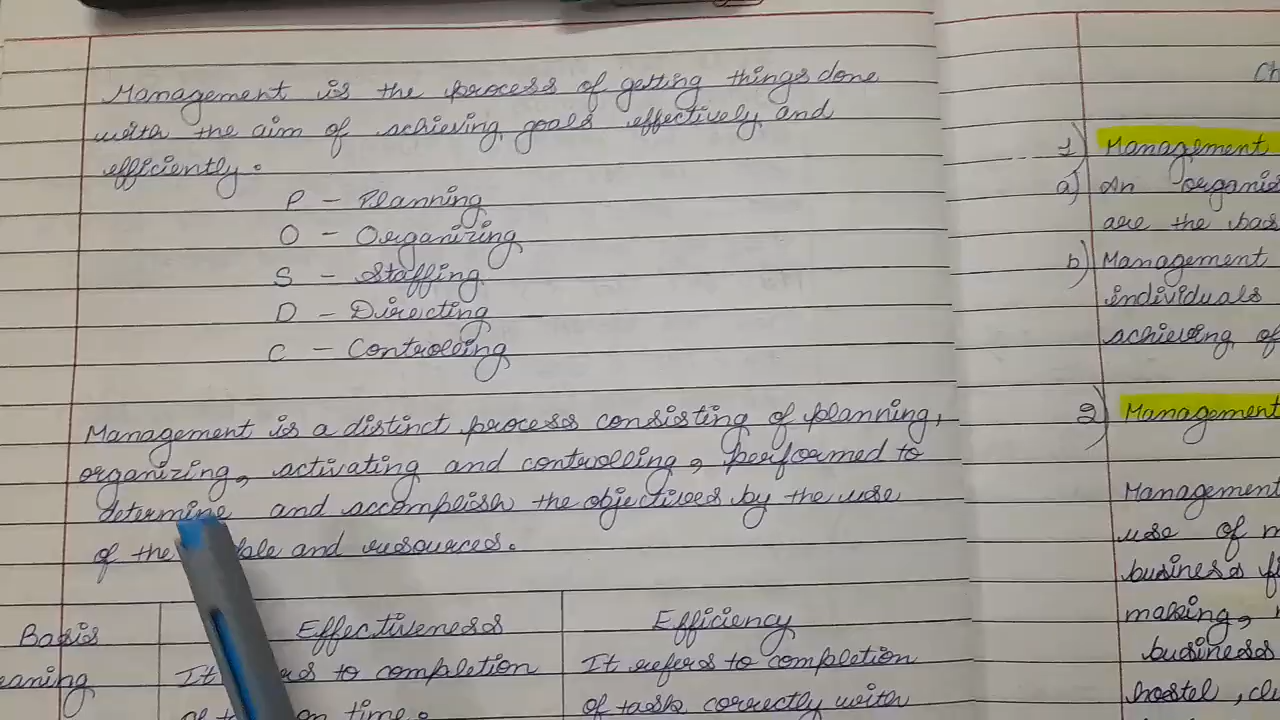 Management is the process of getting things done
with the aim of achieving goals effectively and
efficiently.
P - Planning
O - Organizing
S - Staffing
D - Directing
C - Controlling
Management is a distinct process consisting of planning,
organizing, activating and controlling, performed to
determine and accomplish the objectives by the use
of the and resources.
Basis Effectiveness Efficiency
It to completion It refers to completion
time. of task correctly with
1) Management
a) An
are the
b) Management
individuals
achieving of
2) Management
Management
use of
business
making,
business
hostel,